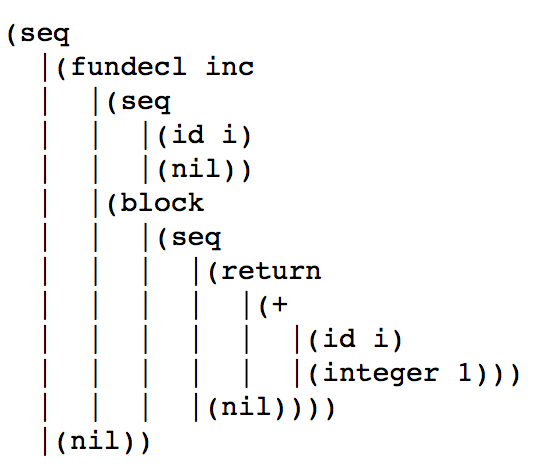 (seq
  |(fundecl inc
  |  |(seq
  |  |  |(id i)
  |  |  |(nil))
  |  |(block
  |  |  |(seq
  |  |  |  |(return
  |  |  |  |  |(+
  |  |  |  |  |  |(id i)
  |  |  |  |  |  |(integer 1)))
  |  |  |  |(nil))))
  |(nil))